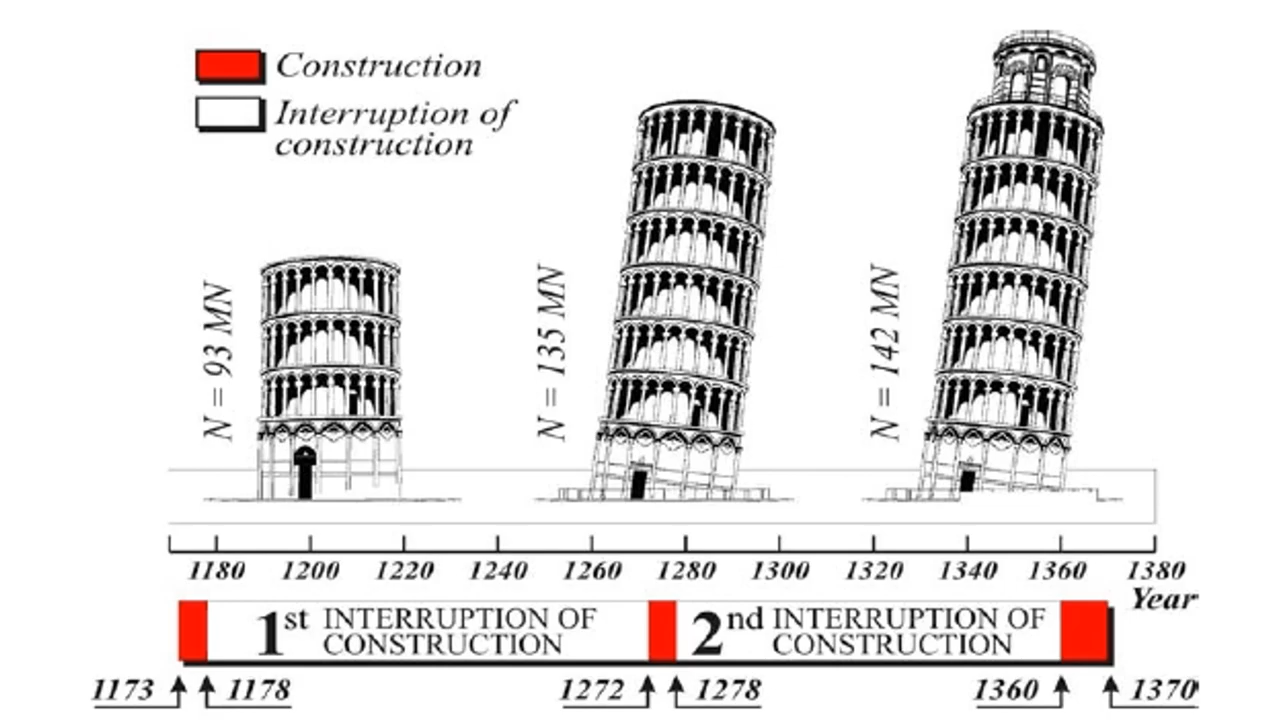 Construction
Interruption of
construction
N = 93 MN
N = 135 MN
N = 142 MN
1180 1200 1220 1240 1260 1280 1300 1320 1340 1360 1380
Year
1st INTERRUPTION OF
CONSTRUCTION
2nd INTERRUPTION OF
CONSTRUCTION
1173 1178 1272 1278 1360 1370